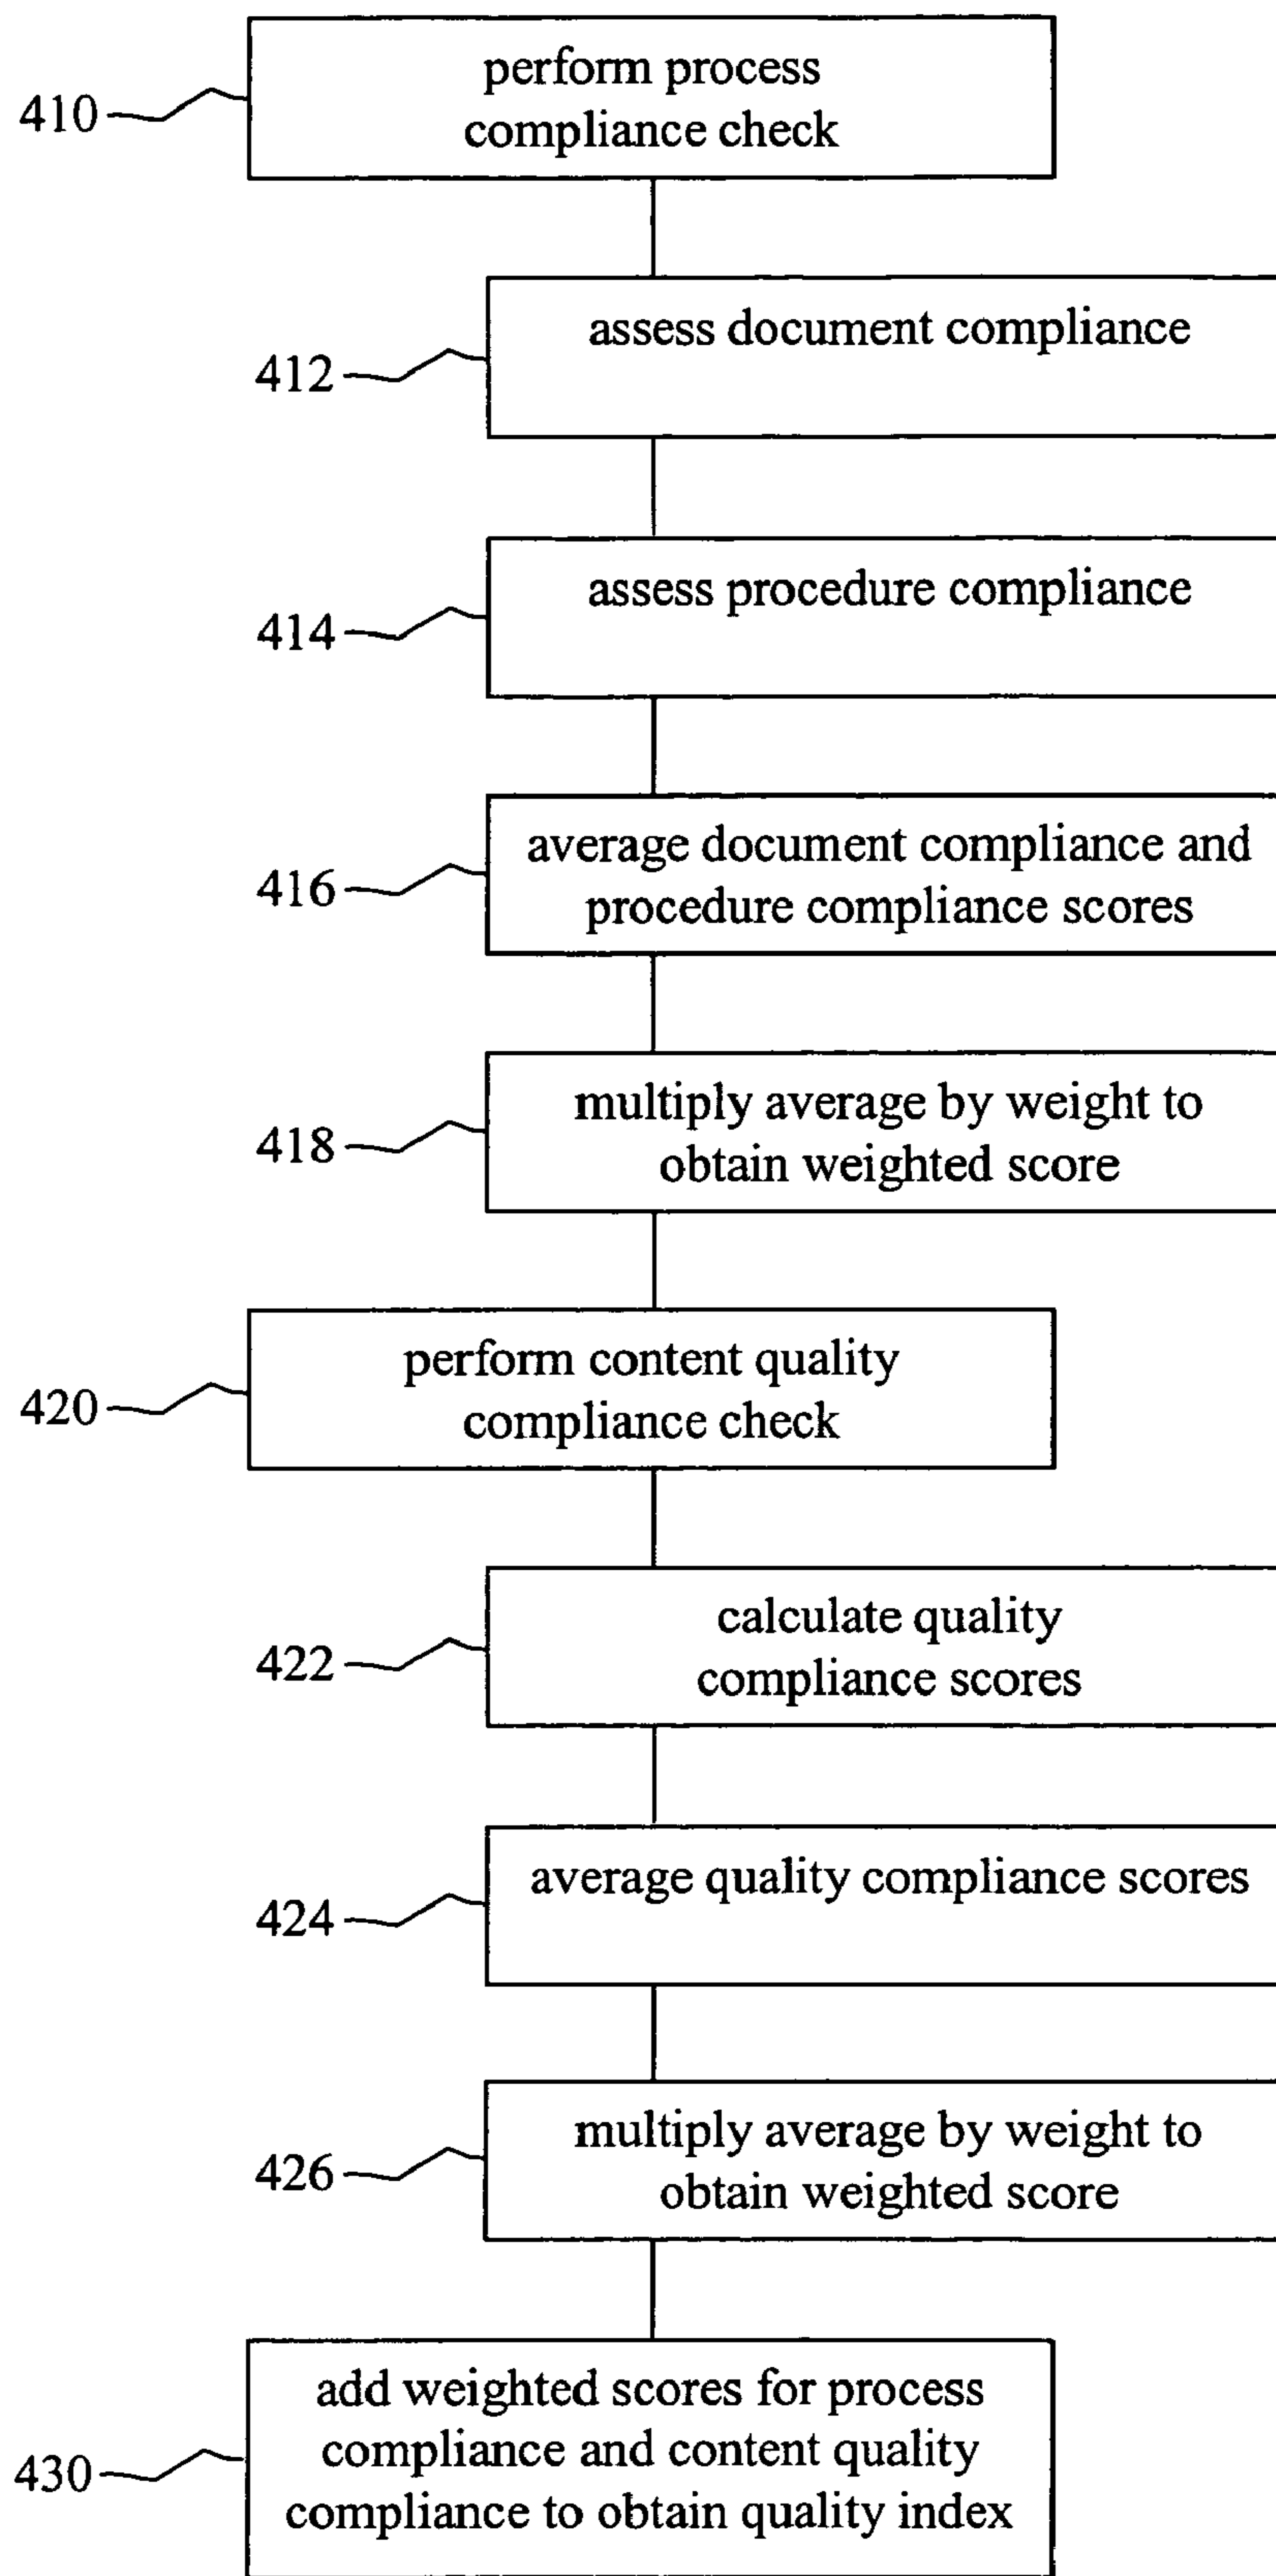 perform process
compliance check
410
assess document compliance
412
assess procedure compliance
414
average document compliance and
procedure compliance scores
416
multiply average by weight to
obtain weighted score
418
perform content quality
compliance check
420
calculate quality
compliance scores
422
average quality compliance scores
424
multiply average by weight to
obtain weighted score
426
add weighted scores for process
compliance and content quality
compliance to obtain quality index
430